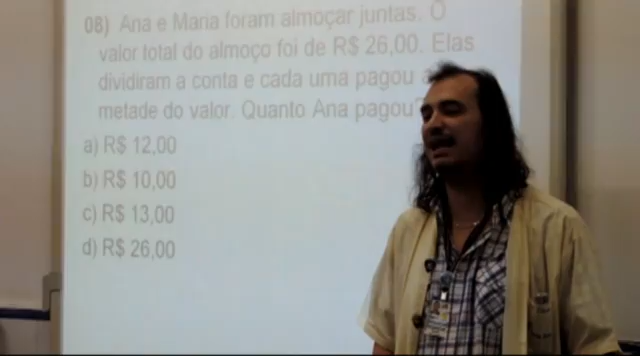 08) Ana e Maria foram almoçar juntas. O
valor total do almoço foi de R$ 26,00. Elas
dividiram a conta e cada uma pagou a
metade do valor. Quanto Ana pagou?
a) R$ 12,00
b) R$ 10,00
c) R$ 13,00
d) R$ 26,00